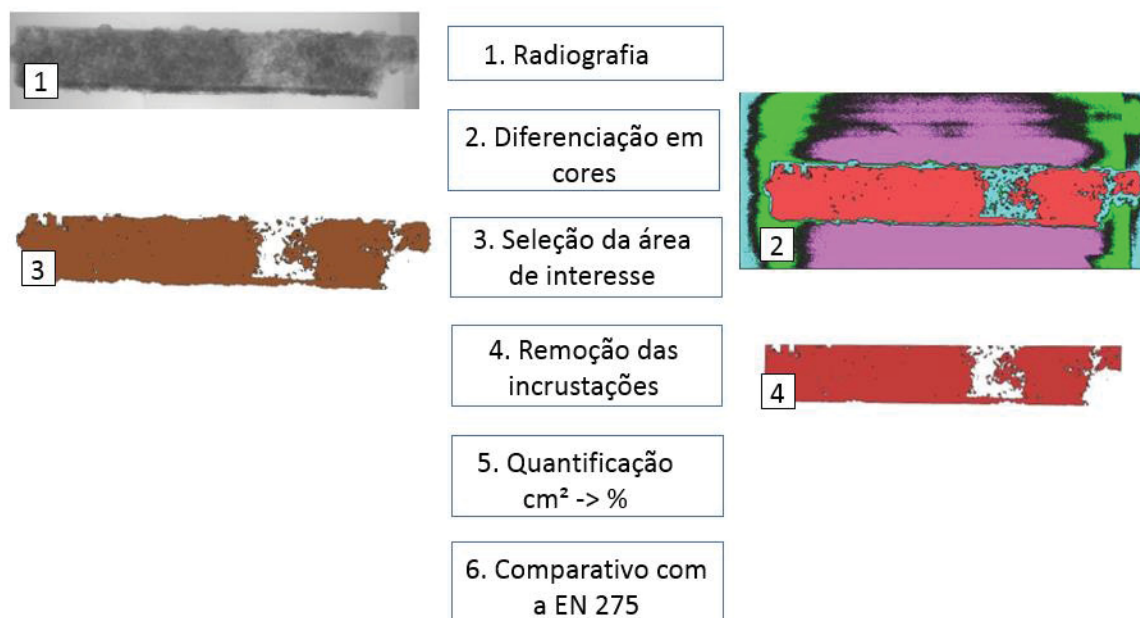 1
1. Radiografia
2. Diferenciação em
cores
2
3
3. Seleção da área
de interesse
4. Remoção das
incrustações
4
5. Quantificação
cm² -> %
6. Comparativo com
a EN 275